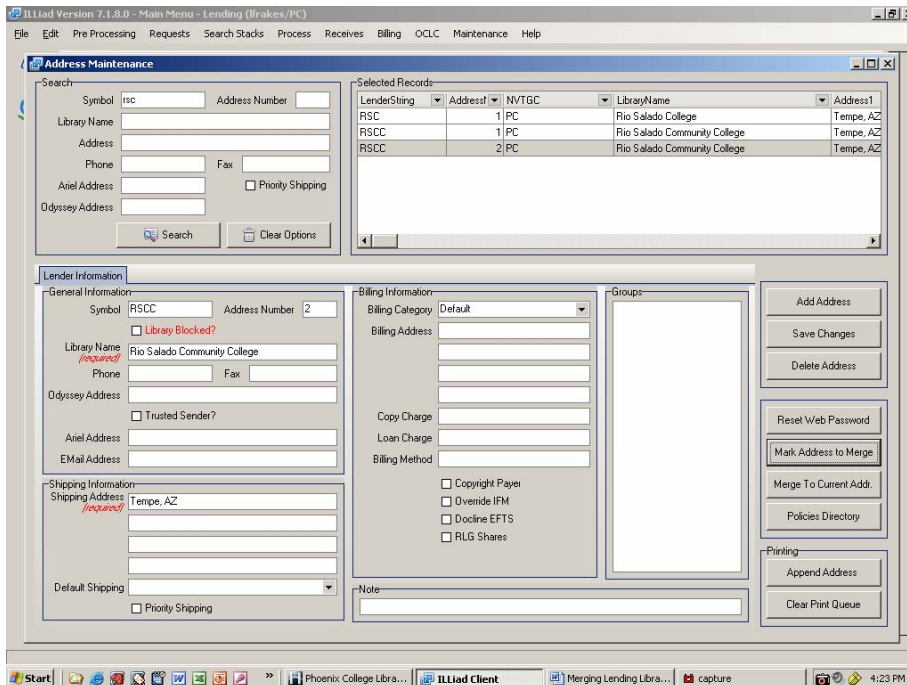 ILLiad Version 7.1.8.0 - Main Menu - Lending (lfrakes/PC)
File Edit Pre Processing Requests Search Stacks Process Receives Billing OCLC Maintenance Help
Address Maintenance
Search
Symbol rsc Address Number
Library Name
Address
Phone Fax
Ariel Address Priority Shipping
Odyssey Address
Search Clear Options
Selected Records
LenderString AddressN NVTGC LibraryName Address1
RSC 1 PC Rio Salado College Tempe, AZ
RSCC 1 PC Rio Salado Community College Tempe, AZ
RSCC 2 PC Rio Salado Community College Tempe, AZ
Lender Information
General Information
Symbol RSCC Address Number 2
Library Blocked?
Library Name (required) Rio Salado Community College
Phone Fax
Odyssey Address
Trusted Sender?
Ariel Address
EMail Address
Shipping Information
Shipping Address (required) Tempe, AZ
Default Shipping
Priority Shipping
Billing Information
Billing Category Default
Billing Address
Copy Charge
Loan Charge
Billing Method
Copyright Payer
Override IFM
Docline EFTS
RLG Shares
Note
Groups
Add Address
Save Changes
Delete Address
Reset Web Password
Mark Address to Merge
Merge To Current Addr.
Policies Directory
Printing
Append Address
Clear Print Queue
Start » Phoenix College Libra... ILLiad Client Merging Lending Libra... capture 4:23 PM